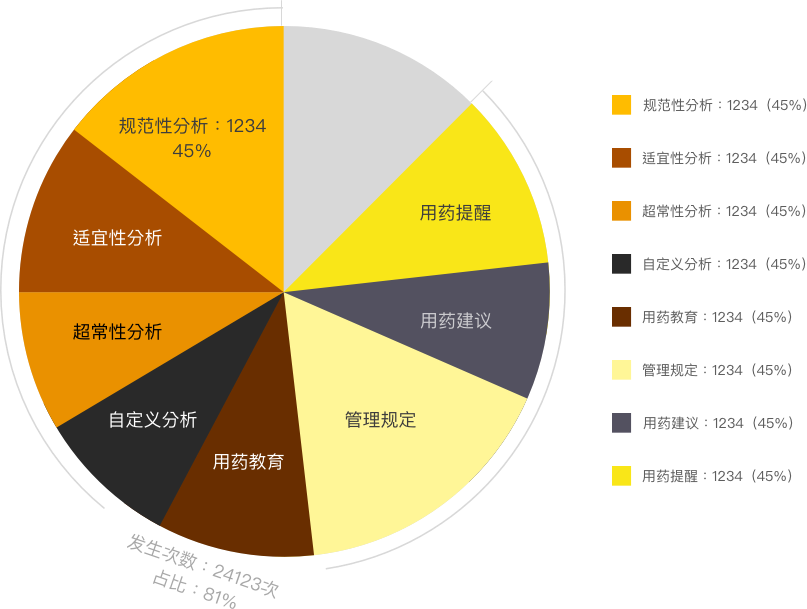 规范性分析：1234
45%
适宜性分析
超常性分析
自定义分析
用药教育
管理规定
用药建议
用药提醒
发生次数：24123次
占比：81%
规范性分析：1234（45%）
适宜性分析：1234（45%）
超常性分析：1234（45%）
自定义分析：1234（45%）
用药教育：1234（45%）
管理规定：1234（45%）
用药建议：1234（45%）
用药提醒：1234（45%）